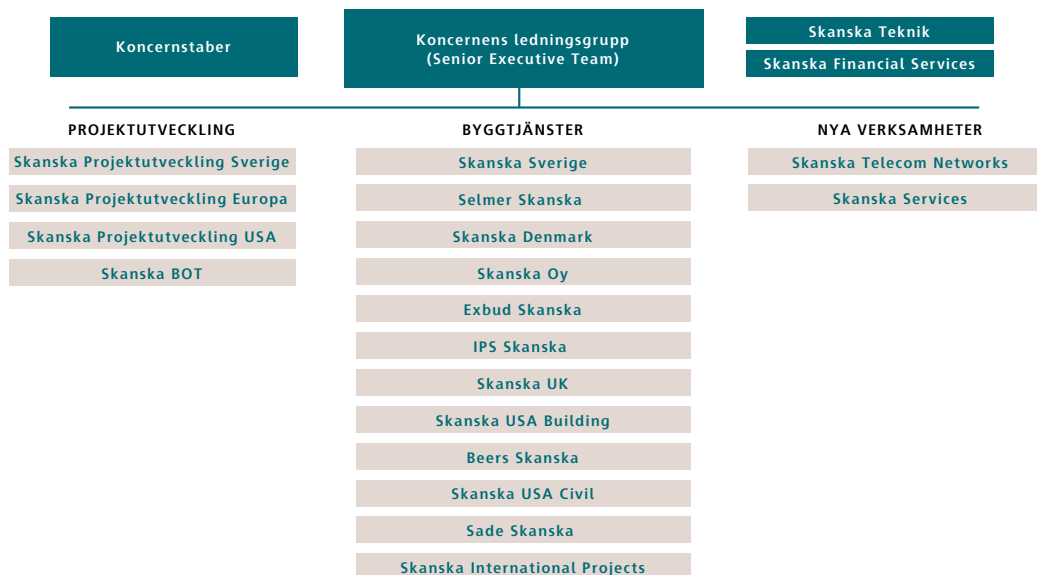 Koncernstaber
Koncernens ledningsgrupp
(Senior Executive Team)
Skanska Teknik
Skanska Financial Services
PROJEKTUTVECKLING
Skanska Projektutveckling Sverige
Skanska Projektutveckling Europa
Skanska Projektutveckling USA
Skanska BOT
BYGGTJÄNSTER
Skanska Sverige
Selmer Skanska
Skanska Denmark
Skanska Oy
Exbud Skanska
IPS Skanska
Skanska UK
Skanska USA Building
Beers Skanska
Skanska USA Civil
Sade Skanska
Skanska International Projects
NYA VERKSAMHETER
Skanska Telecom Networks
Skanska Services